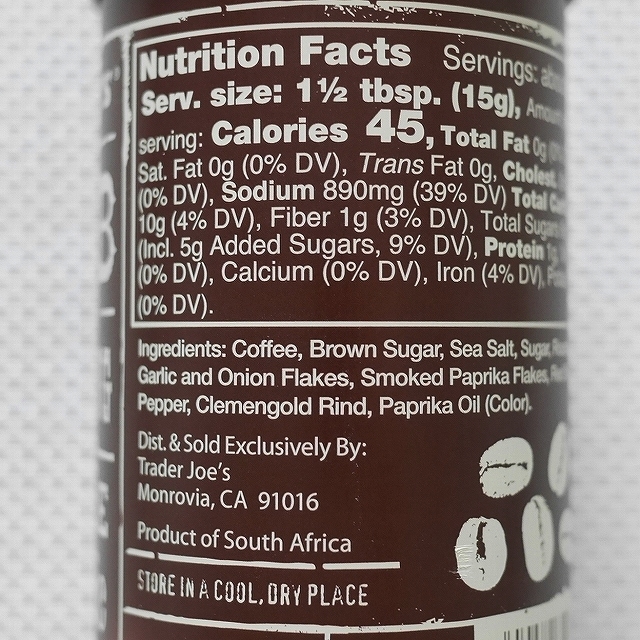 Nutrition Facts Servings:
Serv. size: 1½ tbsp. (15g),
serving: Calories 45, Total Fat 0g
Sat. Fat 0g (0% DV), Trans Fat 0g,
(0% DV), Sodium 890mg (39% DV) Total
10g (4% DV), Fiber 1g (3% DV), Total
(Incl. 5g Added Sugars, 9% DV), Protein
(0% DV), Calcium (0% DV), Iron (4% DV),
(0% DV).
Ingredients: Coffee, Brown Sugar, Sea Salt, Sugar,
Garlic and Onion Flakes, Smoked Paprika Flakes,
Pepper, Clemengold Rind, Paprika Oil (Color).
Dist. & Sold Exclusively By:
Trader Joe's
Monrovia, CA 91016
Product of South Africa
STORE IN A COOL, DRY PLACE